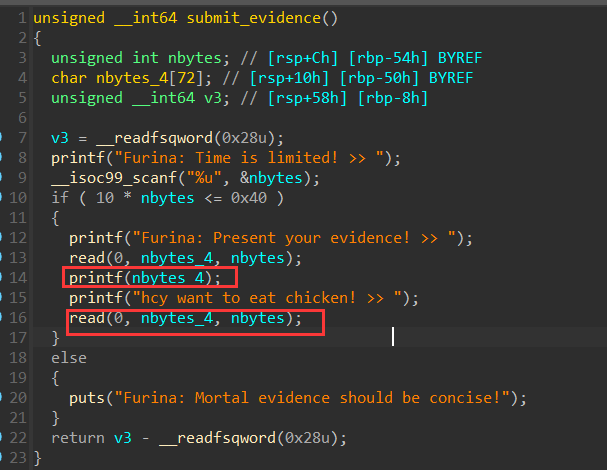 1 unsigned __int64 submit_evidence()
2 {
3 unsigned int nbytes; // [rsp+Ch] [rbp-54h] BYREF
4 char nbytes_4[72]; // [rsp+10h] [rbp-50h] BYREF
5 unsigned __int64 v3; // [rsp+58h] [rbp-8h]
6
7 v3 = __readfsqword(0x28u);
8 printf("Furina: Time is limited! >> ");
9 __isoc99_scanf("%u", &nbytes);
10 if ( 10 * nbytes <= 0x40 )
11 {
12 printf("Furina: Present your evidence! >> ");
13 read(0, nbytes_4, nbytes);
14 printf(nbytes_4);
15 printf("hcy want to eat chicken! >> ");
16 read(0, nbytes_4, nbytes);
17 }
18 else
19 {
20 puts("Furina: Mortal evidence should be concise!");
21 }
22 return v3 - __readfsqword(0x28u);
23 }